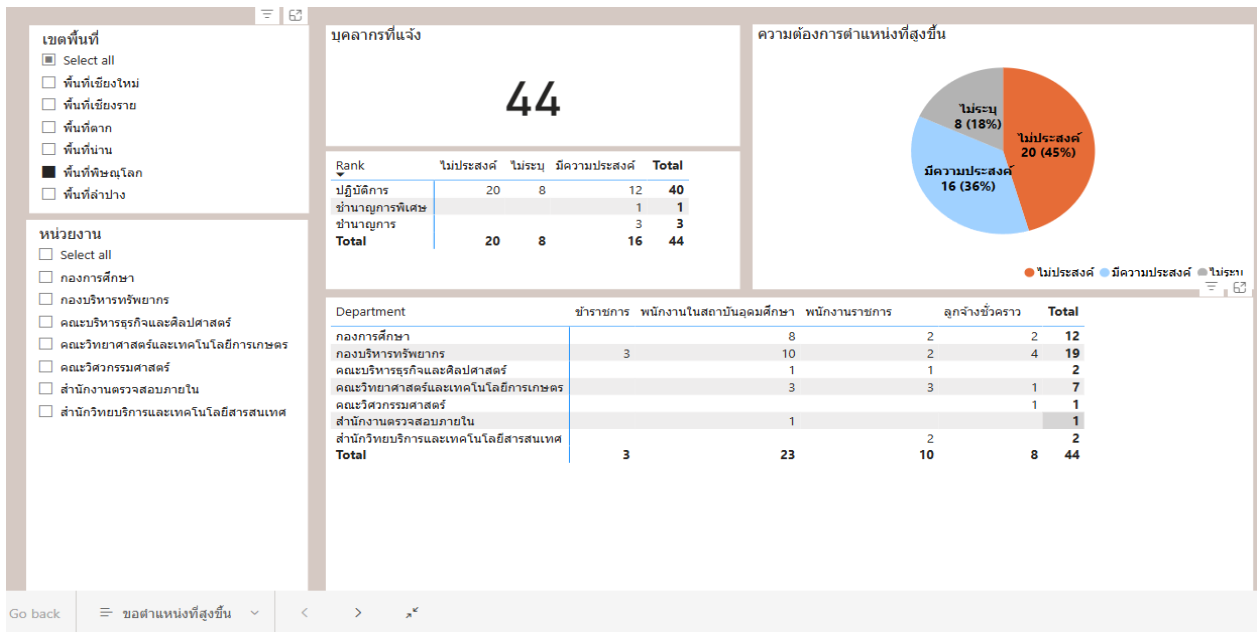 เขตพื้นที่
Select all
พื้นที่เชียงใหม่
พื้นที่เชียงราย
พื้นที่ตาก
พื้นที่น่าน
พื้นที่พิษณุโลก
พื้นที่ลำปาง
หน่วยงาน
Select all
กองการศึกษา
กองบริหารทรัพยากร
คณะบริหารธุรกิจและศิลปศาสตร์
คณะวิทยาศาสตร์และเทคโนโลยีการเกษตร
คณะวิศวกรรมศาสตร์
สำนักงานตรวจสอบภายใน
สำนักวิทยบริการและเทคโนโลยีสารสนเทศ
บุคลากรที่แจ้ง
44
Rank ไม่ประสงค์ ไม่ระบุ มีความประสงค์ Total
ปฏิบัติการ 20 8 12 40
ชำนาญการพิเศษ 1 1
ชำนาญการ 3 3
Total 20 8 16 44
ความต้องการตำแหน่งที่สูงขึ้น
ไม่ระบุ
8 (18%)
ไม่ประสงค์
20 (45%)
มีความประสงค์
16 (36%)
ไม่ประสงค์ มีความประสงค์ ไม่ระบุ
Department ข้าราชการ พนักงานในสถาบันอุดมศึกษา พนักงานราชการ ลูกจ้างชั่วคราว Total
กองการศึกษา 8 2 2 12
กองบริหารทรัพยากร 3 10 2 4 19
คณะบริหารธุรกิจและศิลปศาสตร์ 1 1 2
คณะวิทยาศาสตร์และเทคโนโลยีการเกษตร 3 3 1 7
คณะวิศวกรรมศาสตร์ 1 1
สำนักงานตรวจสอบภายใน 1 1
สำนักวิทยบริการและเทคโนโลยีสารสนเทศ 2 2
Total 3 23 10 8 44
Go back ขอตำแหน่งที่สูงขึ้น